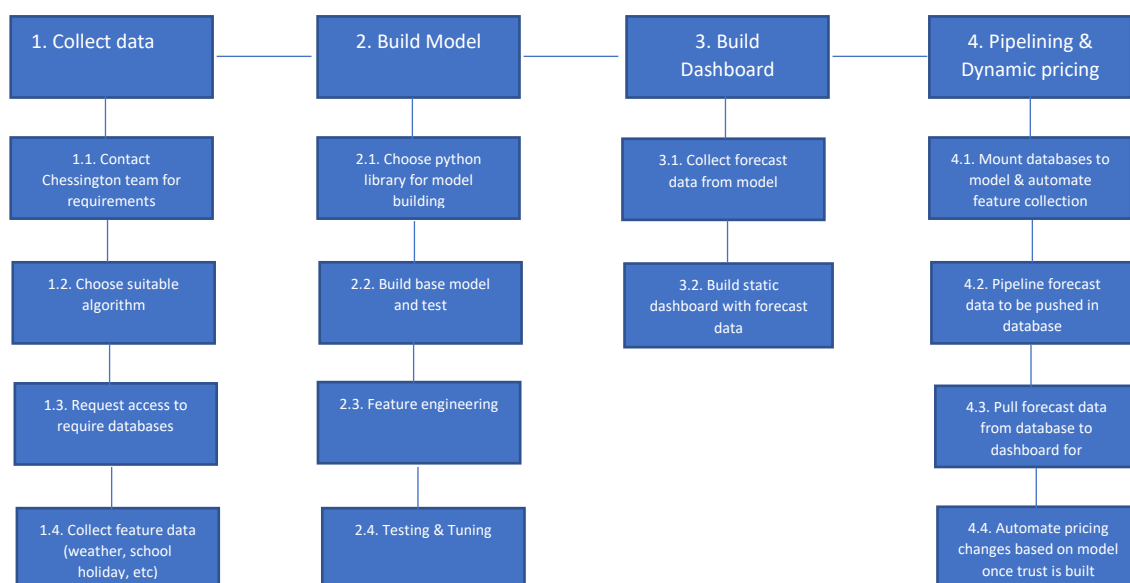 1. Collect data
2. Build Model
3. Build
Dashboard
4. Pipelining &
Dynamic pricing
1.1. Contact
Chessington team for
requirements
2.1. Choose python
library for model
building
3.1. Collect forecast
data from model
4.1. Mount databases to
model & automate
feature collection
1.2. Choose suitable
algorithm
2.2. Build base model
and test
3.2. Build static
dashboard with forecast
data
4.2. Pipeline forecast
data to be pushed in
database
1.3. Request access to
require databases
2.3. Feature engineering
4.3. Pull forecast data
from database to
dashboard for
1.4. Collect feature data
(weather, school
holiday, etc)
2.4. Testing & Tuning
4.4. Automate pricing
changes based on model
once trust is built